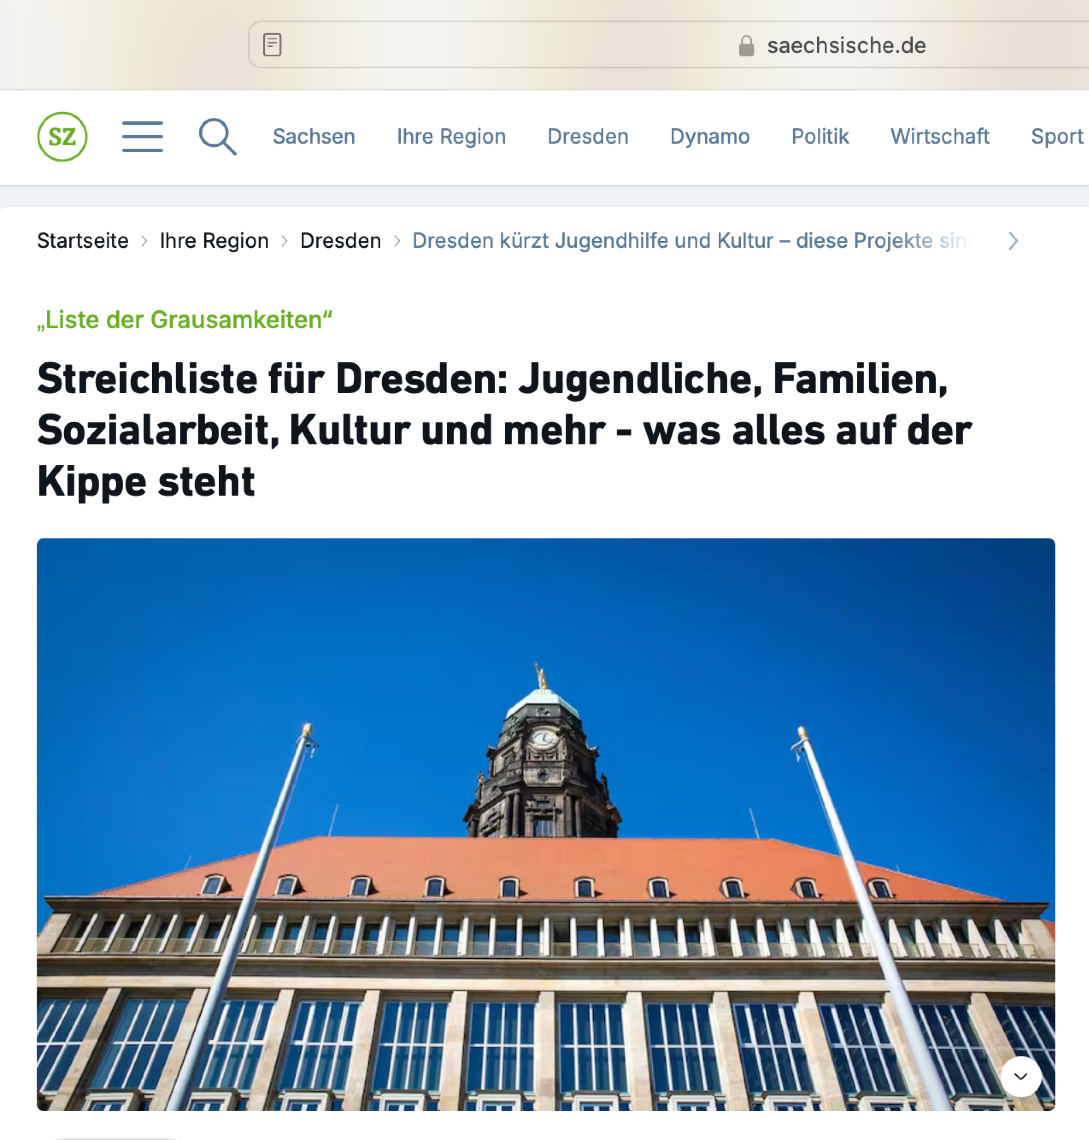 saechsische.de
SZ
Sachsen Ihre Region Dresden Dynamo Politik Wirtschaft Sport
Startseite Ihre Region Dresden Dresden kürzt Jugendhilfe und Kultur – diese Projekte
„Liste der Grausamkeiten“
Streichliste für Dresden: Jugendliche, Familien,
Sozialarbeit, Kultur und mehr - was alles auf der
Kippe steht